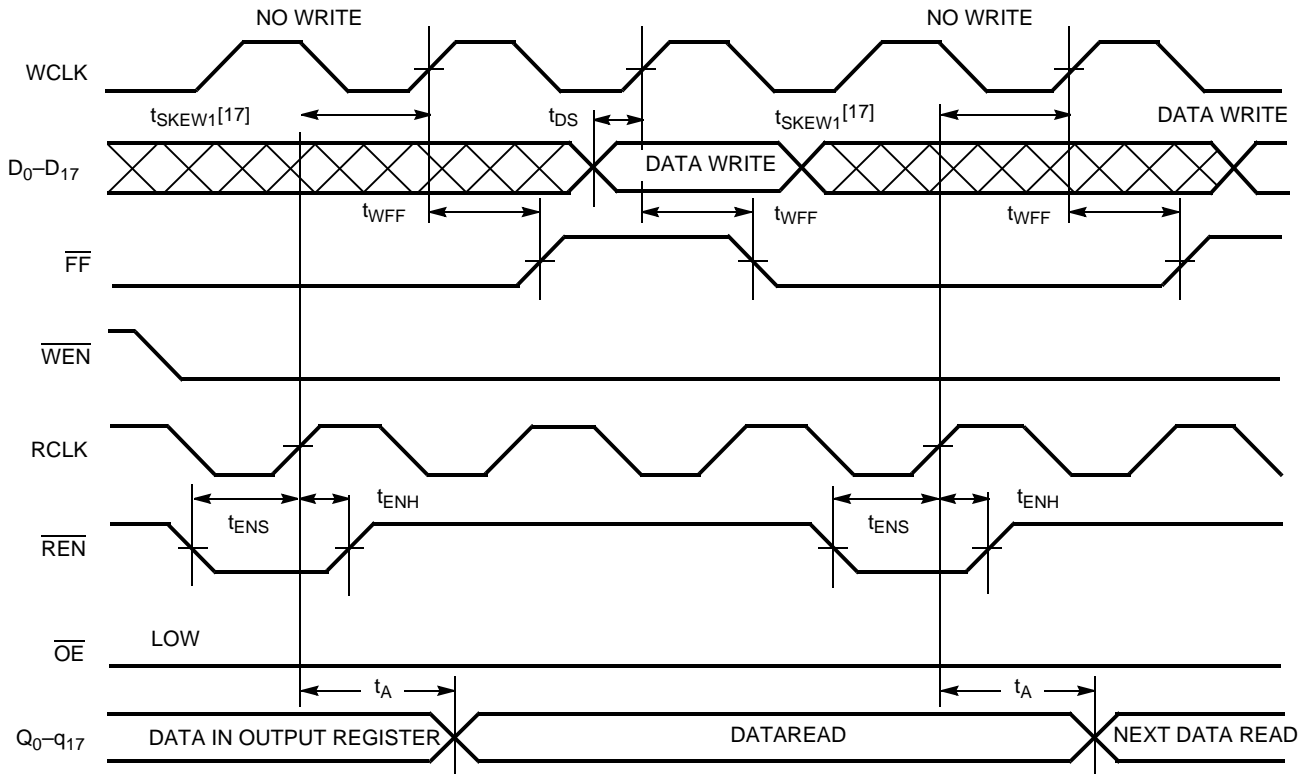 NO WRITE NO WRITE
WCLK
tSKEW1[17] tDS tSKEW1[17] DATA WRITE
D0–D17 DATA WRITE
tWFF tWFF tWFF
FF
WEN
RCLK
tENS tENH tENS tENH
REN
LOW
OE
tA tA
Q0–q17 DATA IN OUTPUT REGISTER DATAREAD NEXT DATA READ